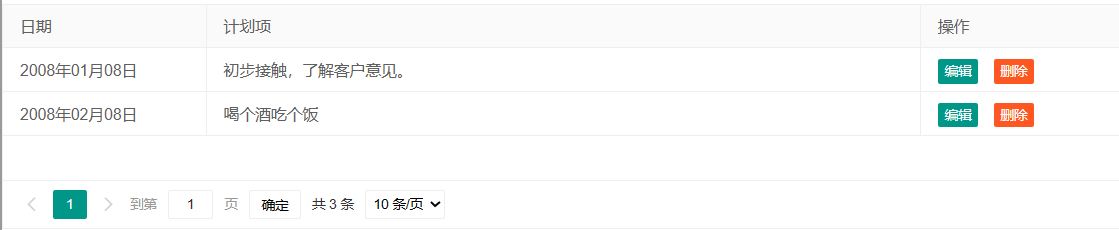 日期 计划项 操作
2008年01月08日 初步接触，了解客户意见。 编辑 删除
2008年02月08日 喝个酒吃个饭 编辑 删除
1 到第 1 页 确定 共 3 条 10 条/页